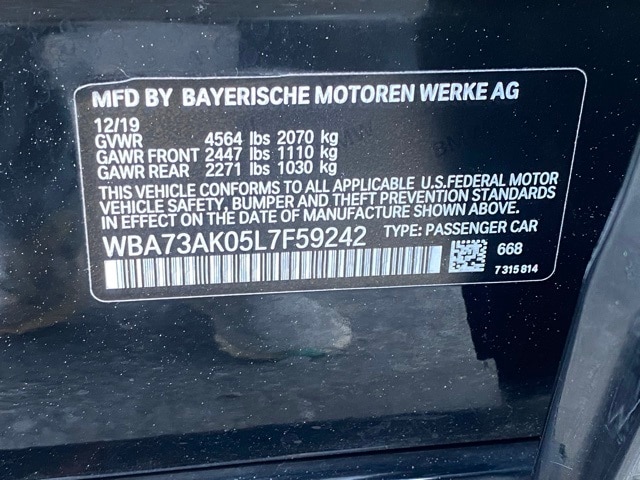 MFD BY BAYERISCHE MOTOREN WERKE AG
12/19
GVWR 4564 lbs 2070 kg
GAWR FRONT 2447 lbs 1110 kg
GAWR REAR 2271 lbs 1030 kg
THIS VEHICLE CONFORMS TO ALL APPLICABLE U.S.FEDERAL MOTOR
VEHICLE SAFETY, BUMPER AND THEFT PREVENTION STANDARDS
IN EFFECT ON THE DATE OF MANUFACTURE SHOWN ABOVE.
WBA73AK05L7F59242 TYPE: PASSENGER CAR
668
7 315 814